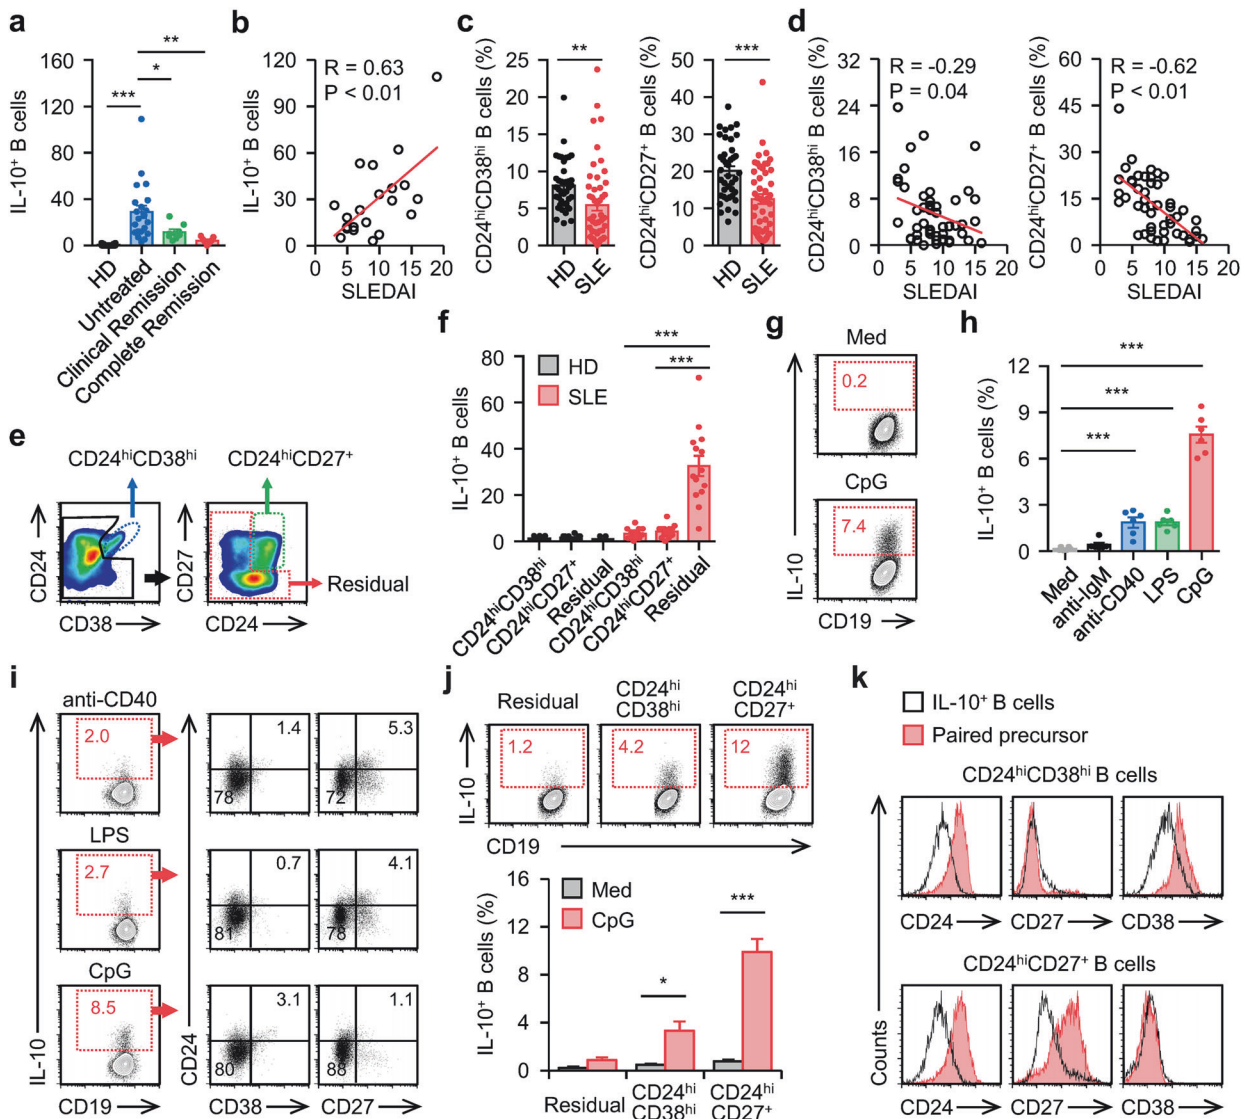 a
IL-10⁺ B cells
160
120
80
40
0
***
*
**
HD
Untreated
Clinical Remission
Complete Remission
b
IL-10⁺ B cells
120
90
60
30
0
R = 0.63
P < 0.01
0 5 10 15 20
SLEDAI
c
CD24ʰⁱCD38ʰⁱ B cells (%)
25
20
15
10
5
0
**
HD
SLE
CD24ʰⁱCD27⁺ B cells (%)
50
40
30
20
10
0
***
HD
SLE
d
CD24ʰⁱCD38ʰⁱ B cells (%)
32
24
16
8
0
R = -0.29
P = 0.04
0 5 10 15 20
SLEDAI
CD24ʰⁱCD27⁺ B cells (%)
60
45
30
15
0
R = -0.62
P < 0.01
0 5 10 15 20
SLEDAI
e
CD24ʰⁱCD38ʰⁱ
CD24ʰⁱCD27⁺
CD24
CD38
CD27
CD24
Residual
f
IL-10⁺ B cells
80
60
40
20
0
HD
SLE
***
***
CD24ʰⁱCD38ʰⁱ
CD24ʰⁱCD27⁺
Residual
CD24ʰⁱCD38ʰⁱ
CD24ʰⁱCD27⁺
Residual
g
Med
0.2
CpG
7.4
IL-10
CD19
h
IL-10⁺ B cells (%)
12
9
6
3
0
***
***
***
Med
anti-IgM
anti-CD40
LPS
CpG
i
anti-CD40
2.0
1.4
78
5.3
72
LPS
2.7
0.7
81
4.1
78
CpG
8.5
3.1
80
1.1
88
IL-10
CD24
CD19
CD38
CD27
j
Residual
CD24ʰⁱ
CD38ʰⁱ
CD24ʰⁱ
CD27⁺
1.2
4.2
12
IL-10
CD19
IL-10⁺ B cells (%)
16
12
8
4
0
Med
CpG
*
***
Residual
CD24ʰⁱ
CD38ʰⁱ
CD24ʰⁱ
CD27⁺
k
IL-10⁺ B cells
Paired precursor
CD24ʰⁱCD38ʰⁱ B cells
CD24
CD27
CD38
CD24ʰⁱCD27⁺ B cells
Counts
CD24
CD27
CD38